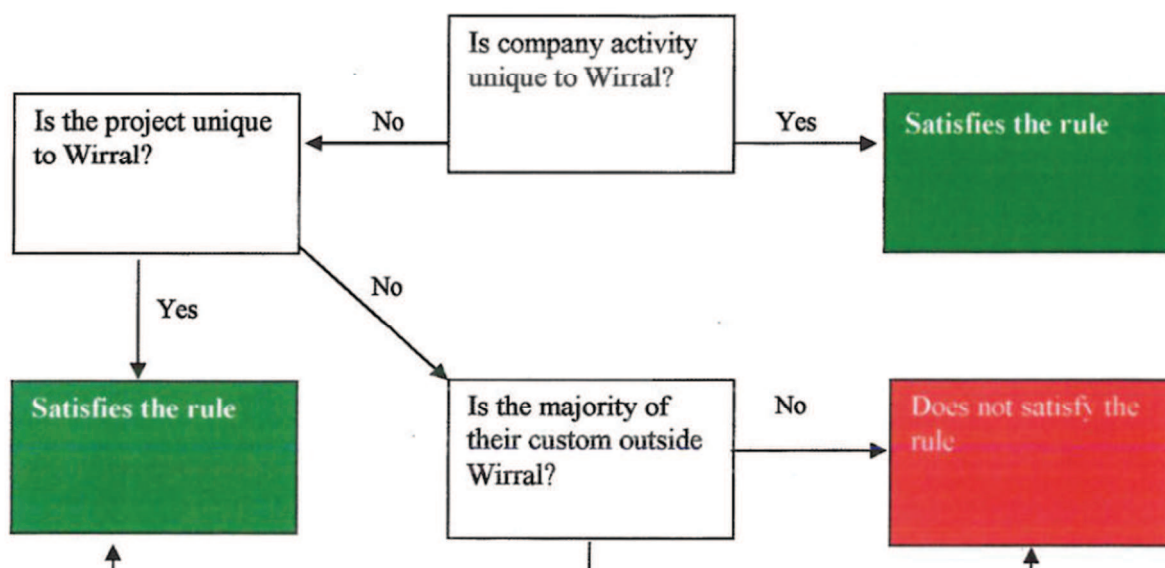 Is company activity
unique to Wirral?
No
Yes
Is the project unique
to Wirral?
Satisfies the rule
No
Yes
Satisfies the rule
Is the majority of
their custom outside
Wirral?
No
Does not satisfy the
rule